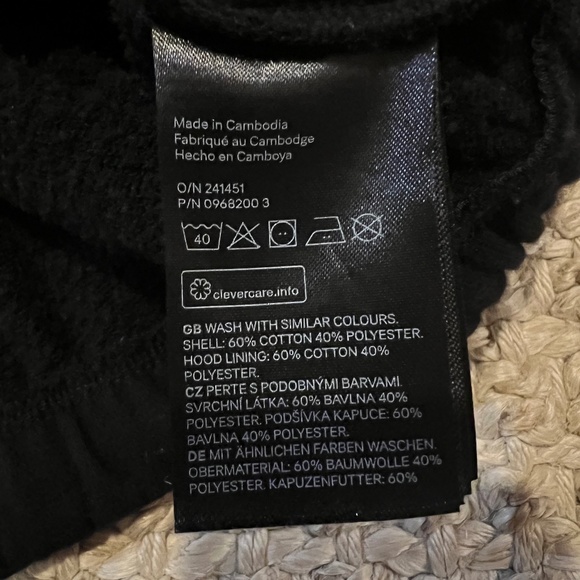 Made in Cambodia
Fabriqué au Cambodge
Hecho en Camboya
O/N 241451
P/N 0968200 3
40
clevercare.info
GB WASH WITH SIMILAR COLOURS.
SHELL: 60% COTTON 40% POLYESTER.
HOOD LINING: 60% COTTON 40%
POLYESTER.
CZ PERTE S PODOBNÝMI BARVAMI.
SVRCHNÍ LÁTKA: 60% BAVLNA 40%
POLYESTER. PODŠÍVKA KAPUCE: 60%
BAVLNA 40% POLYESTER.
DE MIT ÄHNLICHEN FARBEN WASCHEN.
OBERMATERIAL: 60% BAUMWOLLE 40%
POLYESTER. KAPUZENFUTTER: 60%